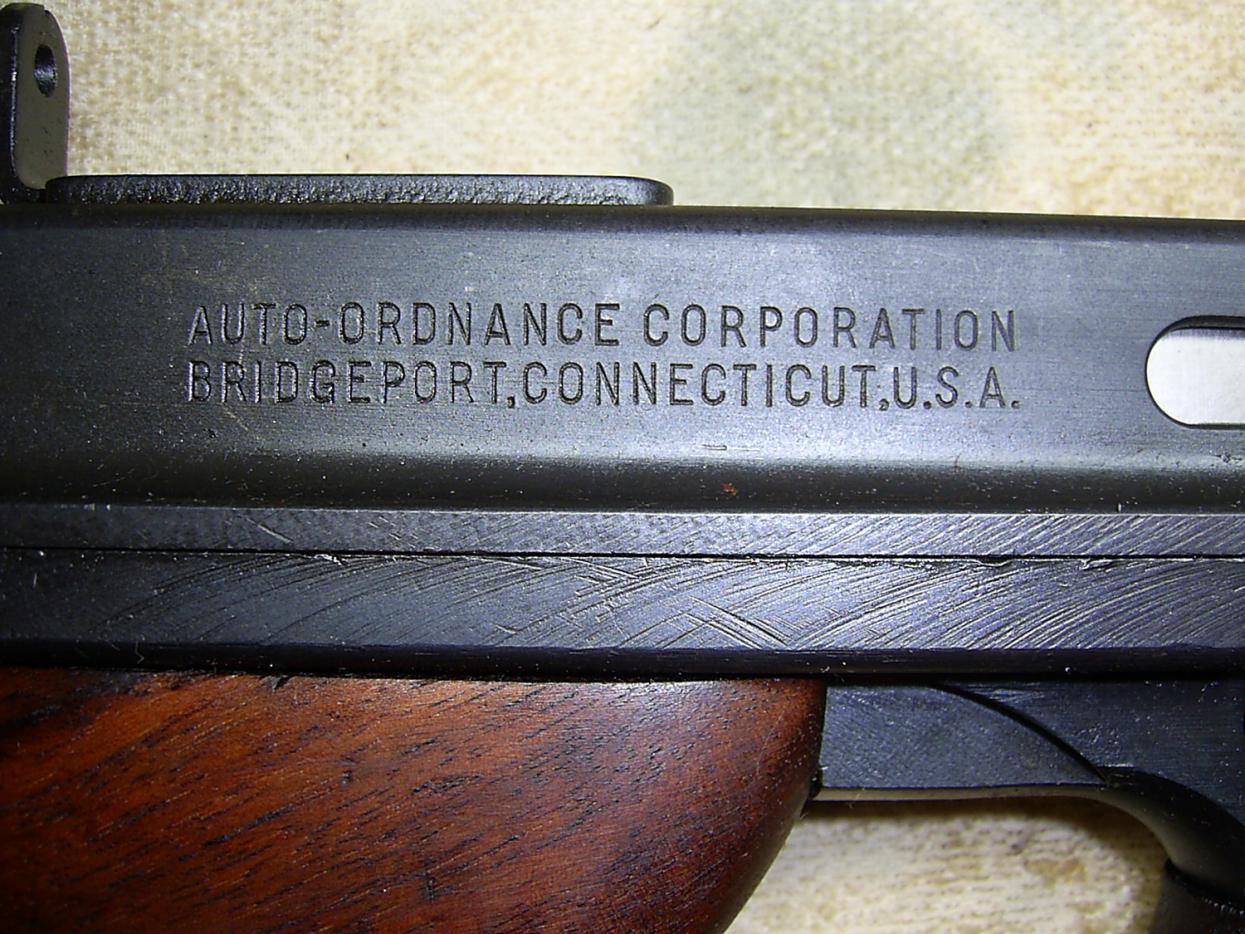 AUTO-ORDNANCE CORPORATION
BRIDGEPORT,CONNECTICUT,U.S.A.